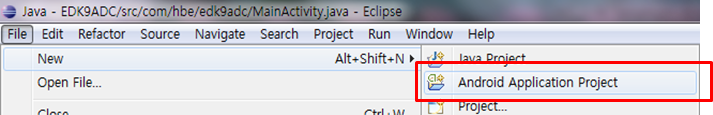 Java - EDK9ADC/src/com/hbe/edk9adc/MainActivity.java - Eclipse
File Edit Refactor Source Navigate Search Project Run Window Help
New Alt+Shift+N Java Project
Android Application Project
Open File...
Project...
Close Ctrl+W